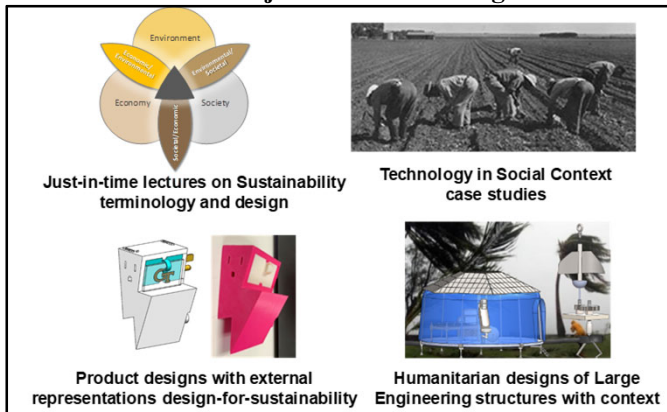 Environment
Economic/
Environmental
Environmental/
Societal
Economy
Society
Societal/Economic
Just-in-time lectures on Sustainability
terminology and design
Technology in Social Context
case studies
Product designs with external
representations design-for-sustainability
Humanitarian designs of Large
Engineering structures with context